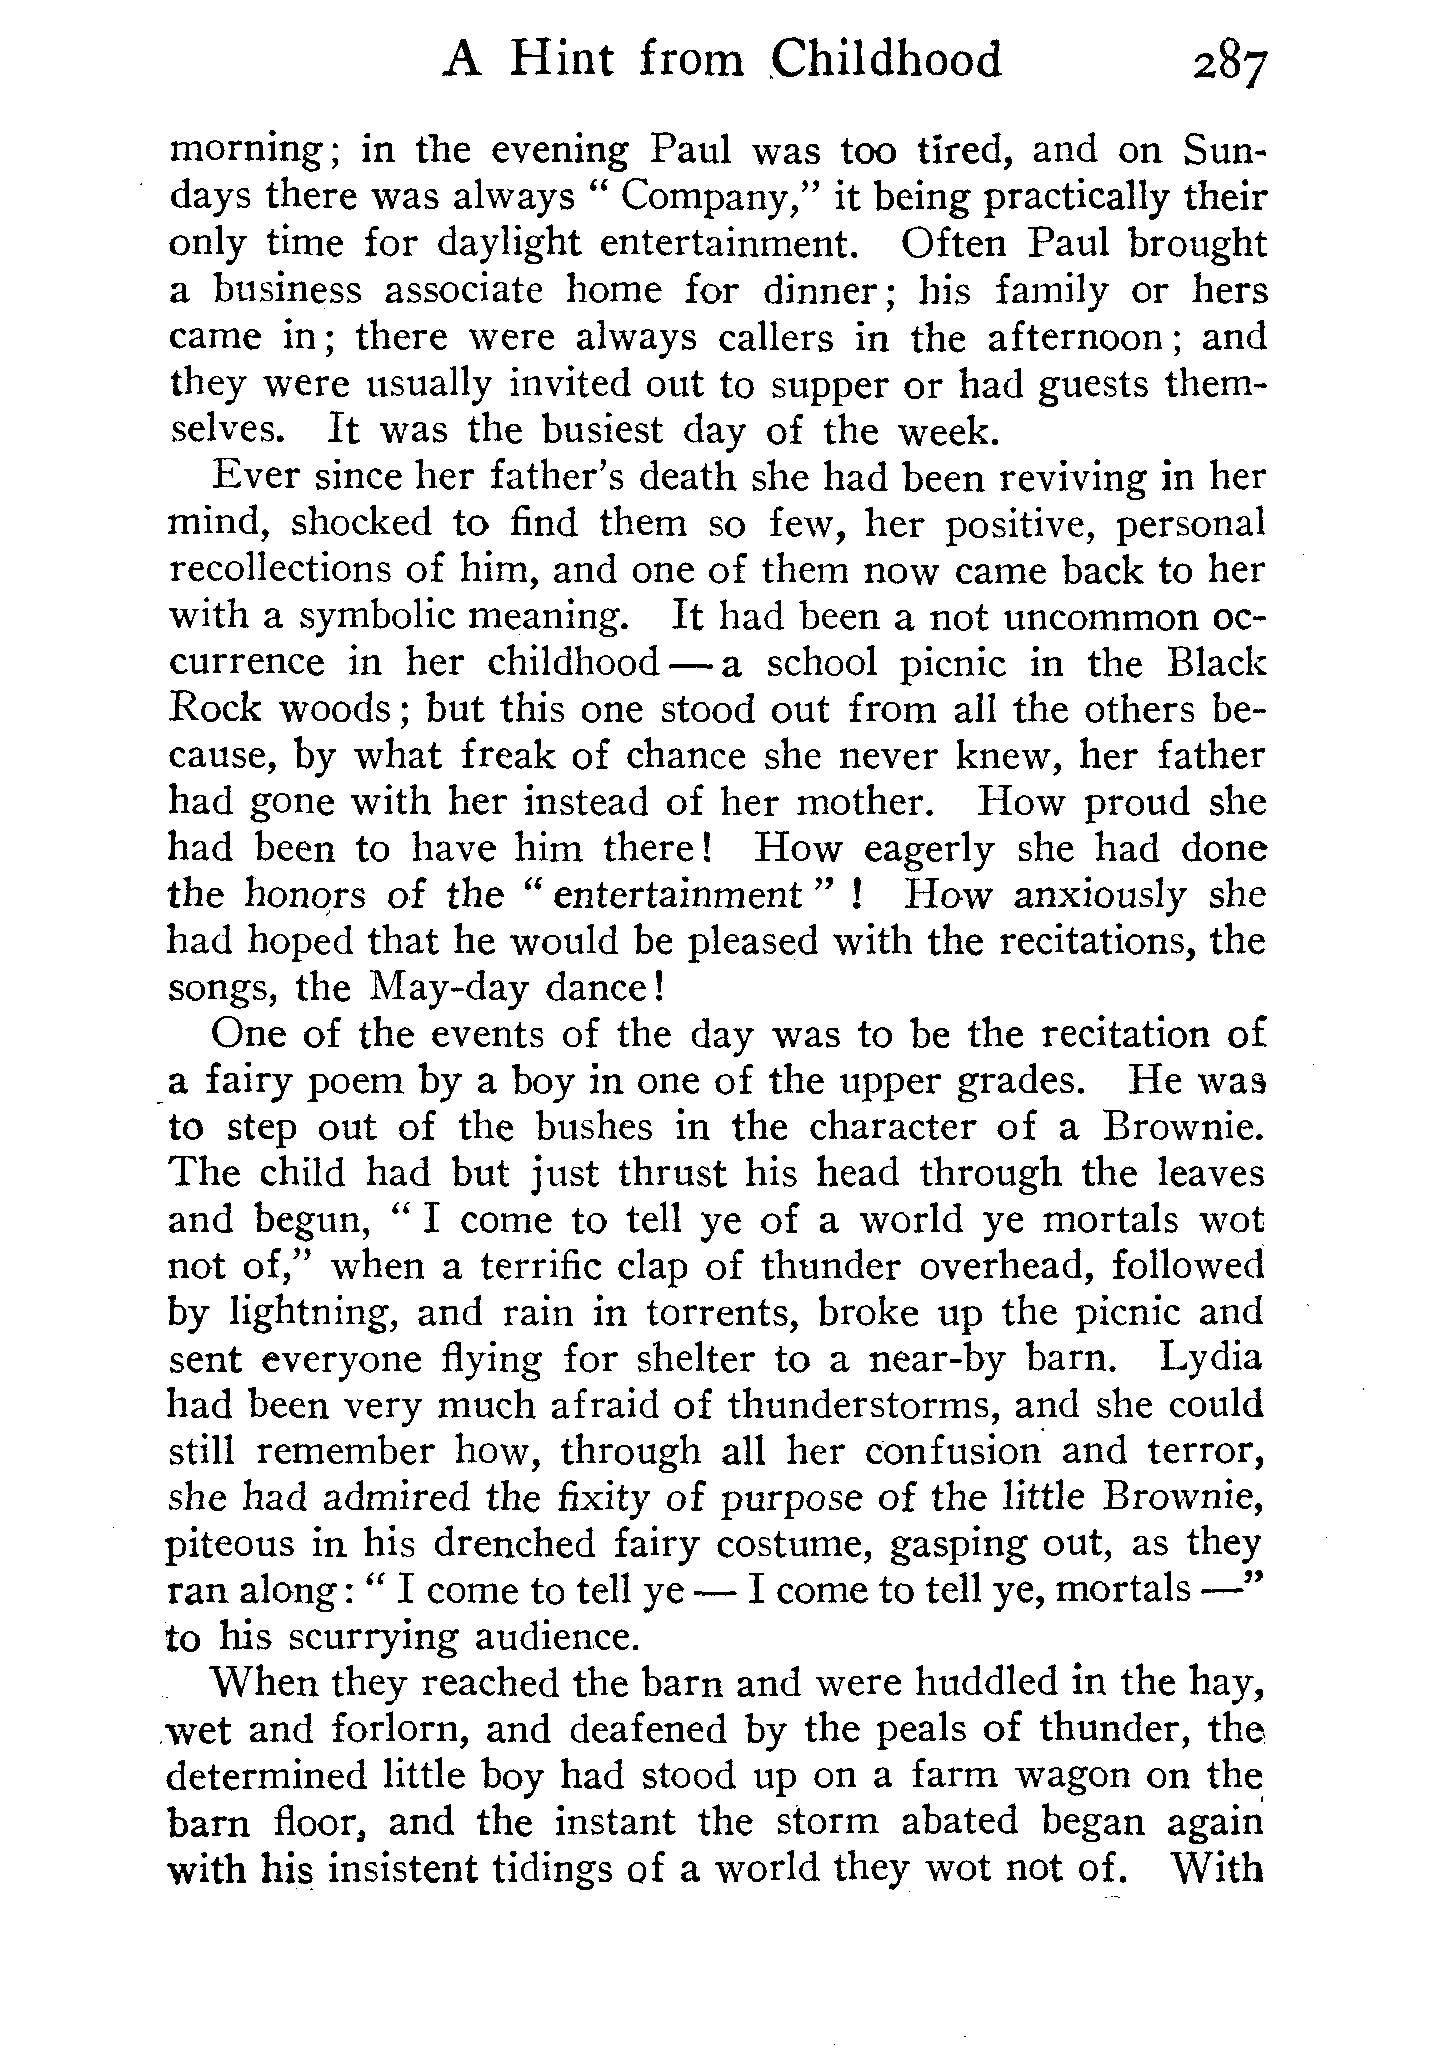 A Hint from Childhood 287
morning; in the evening Paul was too tired, and on Sun-
days there was always “ Company,” it being practically their
only time for daylight entertainment. Often Paul brought
a business associate home for dinner; his family or hers
came in; there were always callers in the afternoon; and
they were usually invited out to supper or had guests them-
selves. It was the busiest day of the week.
Ever since her father’s death she had been reviving in her
mind, shocked to find them so few, her positive, personal
recollections of him, and one of them now came back to her
with a symbolic meaning. It had been a not uncommon oc-
currence in her childhood — a school picnic in the Black
Rock woods; but this one stood out from all the others be-
cause, by what freak of chance she never knew, her father
had gone with her instead of her mother. How proud she
had been to have him there! How eagerly she had done
the honors of the “ entertainment ” ! How anxiously she
had hoped that he would be pleased with the recitations, the
songs, the May-day dance!
One of the events of the day was to be the recitation of
a fairy poem by a boy in one of the upper grades. He was
to step out of the bushes in the character of a Brownie.
The child had but just thrust his head through the leaves
and begun, “ I come to tell ye of a world ye mortals wot
not of,” when a terrific clap of thunder overhead, followed
by lightning, and rain in torrents, broke up the picnic and
sent everyone flying for shelter to a near-by barn. Lydia
had been very much afraid of thunderstorms, and she could
still remember how, through all her confusion and terror,
she had admired the fixity of purpose of the little Brownie,
piteous in his drenched fairy costume, gasping out, as they
ran along: “ I come to tell ye — I come to tell ye, mortals —”
to his scurrying audience.
When they reached the barn and were huddled in the hay,
wet and forlorn, and deafened by the peals of thunder, the
determined little boy had stood up on a farm wagon on the
barn floor, and the instant the storm abated began again
with his insistent tidings of a world they wot not of. With